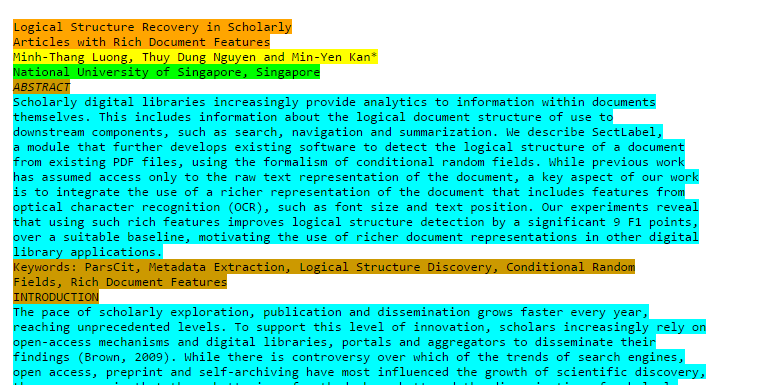 Logical Structure Recovery in Scholarly
Articles with Rich Document Features
Minh-Thang Luong, Thuy Dung Nguyen and Min-Yen Kan*
National University of Singapore, Singapore
ABSTRACT
Scholarly digital libraries increasingly provide analytics to information within documents
themselves. This includes information about the logical document structure of use to
downstream components, such as search, navigation and summarization. We describe SectLabel,
a module that further develops existing software to detect the logical structure of a document
from existing PDF files, using the formalism of conditional random fields. While previous work
has assumed access only to the raw text representation of the document, a key aspect of our work
is to integrate the use of a richer representation of the document that includes features from
optical character recognition (OCR), such as font size and text position. Our experiments reveal
that using such rich features improves logical structure detection by a significant 9 F1 points,
over a suitable baseline, motivating the use of richer document representations in other digital
library applications.
Keywords: ParsCit, Metadata Extraction, Logical Structure Discovery, Conditional Random
Fields, Rich Document Features
INTRODUCTION
The pace of scholarly exploration, publication and dissemination grows faster every year,
reaching unprecedented levels. To support this level of innovation, scholars increasingly rely on
open-access mechanisms and digital libraries, portals and aggregators to disseminate their
findings (Brown, 2009). While there is controversy over which of the trends of search engines,
open access, preprint and self-archiving have most influenced the growth of scientific discovery,